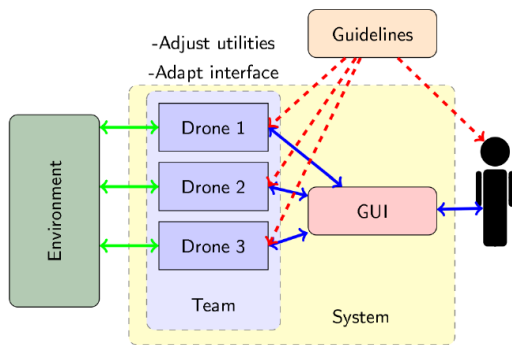 Guidelines
-Adjust utilities
-Adapt interface
Drone 1
Drone 2
Drone 3
Environment
GUI
Team
System